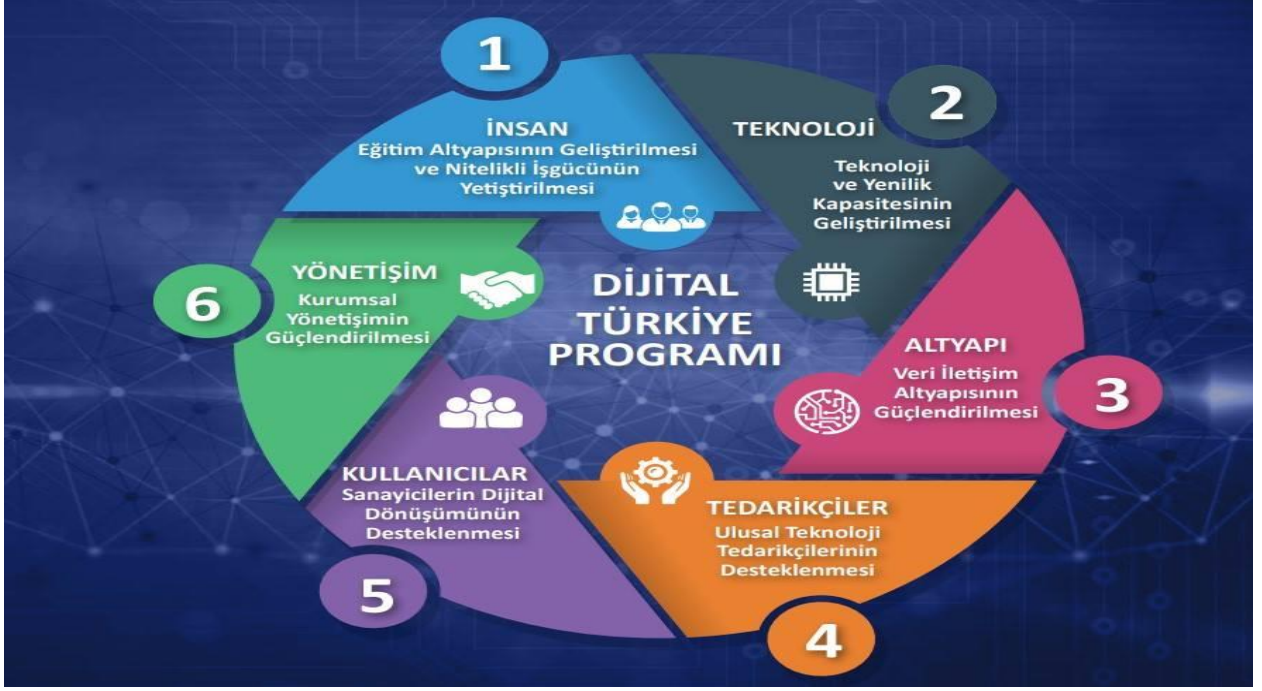 DİJİTAL
TÜRKİYE
PROGRAMI
1
İNSAN
Eğitim Altyapısının Geliştirilmesi
ve Nitelikli İşgücünün
Yetiştirilmesi
2
TEKNOLOJİ
Teknoloji
ve Yenilik
Kapasitesinin
Geliştirilmesi
3
ALTYAPI
Veri İletişim
Altyapısının
Güçlendirilmesi
4
TEDARİKÇİLER
Ulusal Teknoloji
Tedarikçilerinin
Desteklenmesi
5
KULLANICILAR
Sanayicilerin Dijital
Dönüşümünün
Desteklenmesi
6
YÖNETİŞİM
Kurumsal
Yönetişimin
Güçlendirilmesi